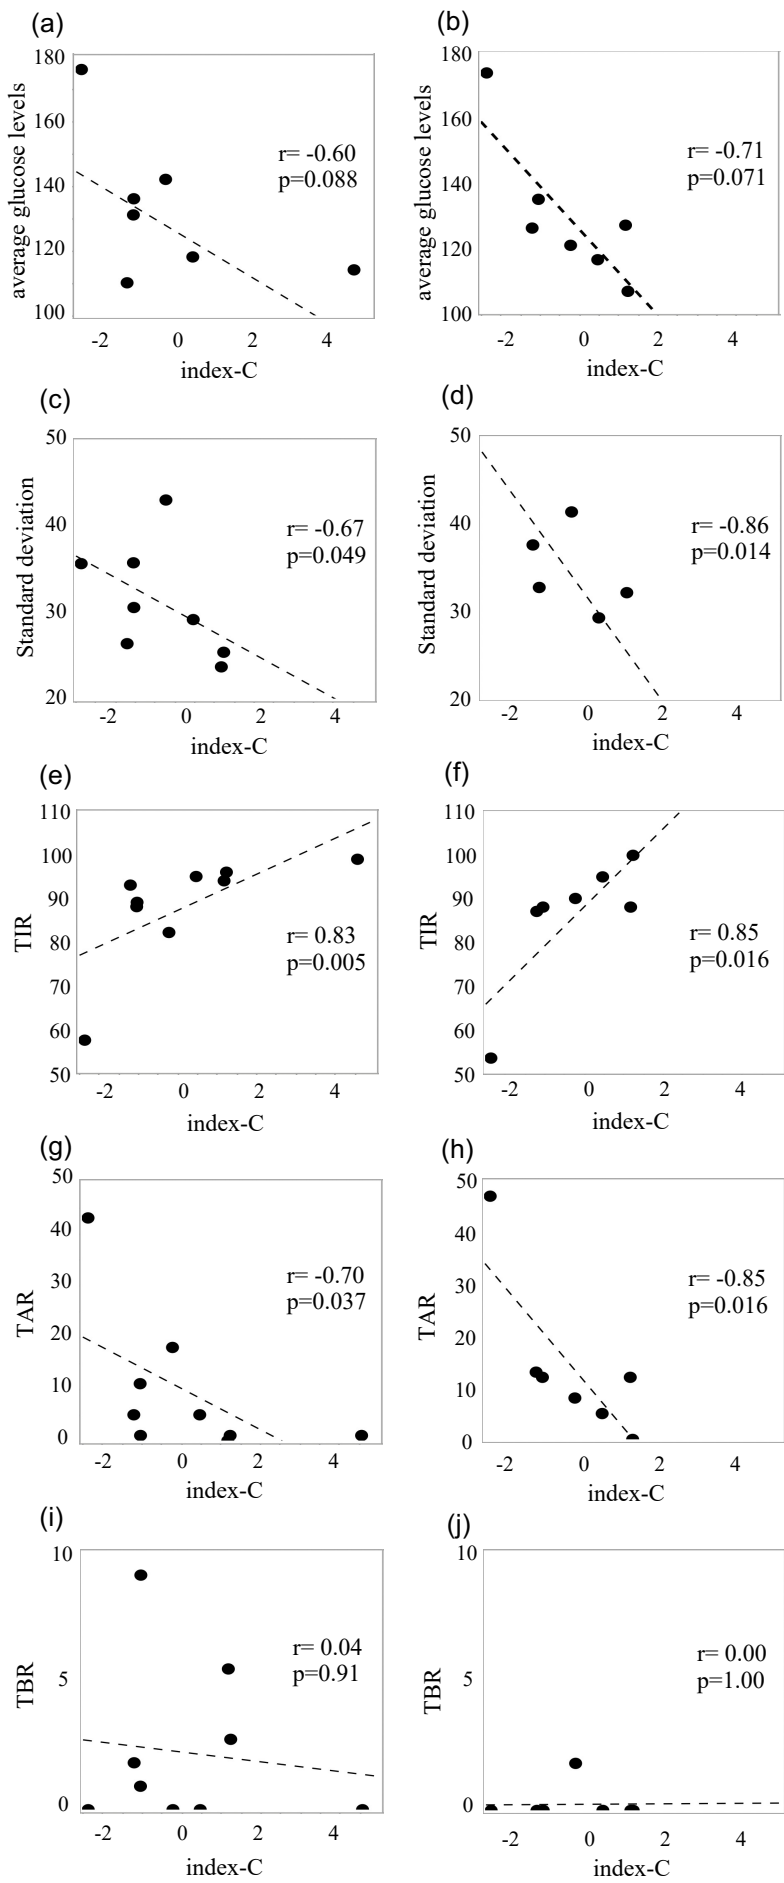 (a)
average glucose levels
180
160
140
120
100
r= -0.60
p=0.088
-2 0 2 4
index-C
(b)
average glucose levels
180
160
140
120
100
r= -0.71
p=0.071
-2 0 2 4
index-C
(c)
Standard deviation
50
40
30
20
r= -0.67
p=0.049
-2 0 2 4
index-C
(d)
Standard deviation
50
40
30
20
r= -0.86
p=0.014
-2 0 2 4
index-C
(e)
TIR
110
100
90
80
70
60
50
r= 0.83
p=0.005
-2 0 2 4
index-C
(f)
TIR
110
100
90
80
70
60
50
r= 0.85
p=0.016
-2 0 2 4
index-C
(g)
TAR
50
40
30
20
10
0
r= -0.70
p=0.037
-2 0 2 4
index-C
(h)
TAR
50
40
30
20
10
0
r= -0.85
p=0.016
-2 0 2 4
index-C
(i)
TBR
10
5
0
r= 0.04
p=0.91
-2 0 2 4
index-C
(j)
TBR
10
5
0
r= 0.00
p=1.00
-2 0 2 4
index-C